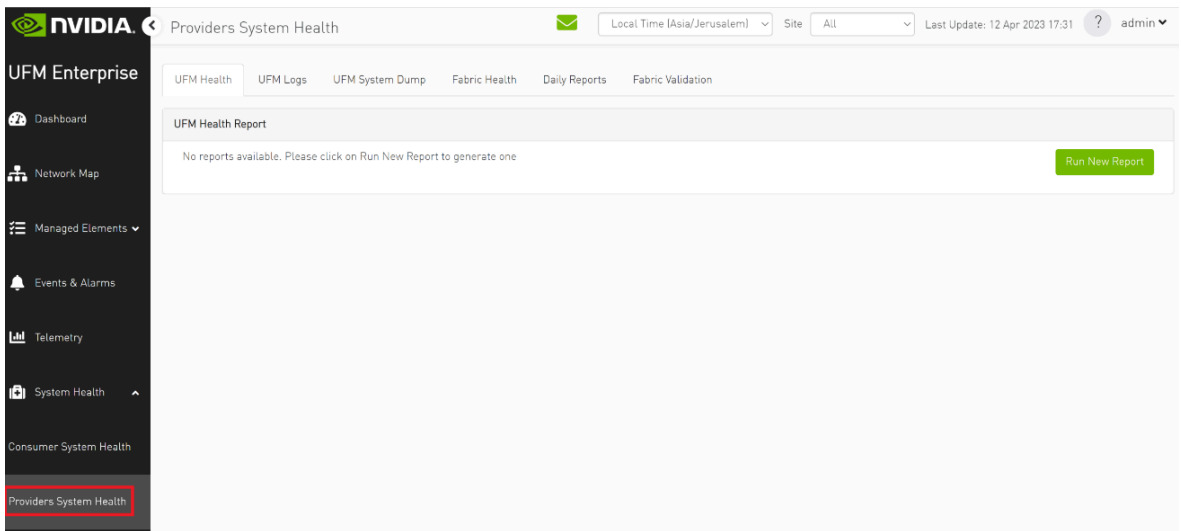 NVIDIA. Providers System Health Local Time (Asia/Jerusalem) Site All Last Update: 12 Apr 2023 17:31 ? admin
UFM Enterprise
UFM Health UFM Logs UFM System Dump Fabric Health Daily Reports Fabric Validation
Dashboard
UFM Health Report
No reports available. Please click on Run New Report to generate one
Run New Report
Network Map
Managed Elements
Events & Alarms
Telemetry
System Health
Consumer System Health
Providers System Health